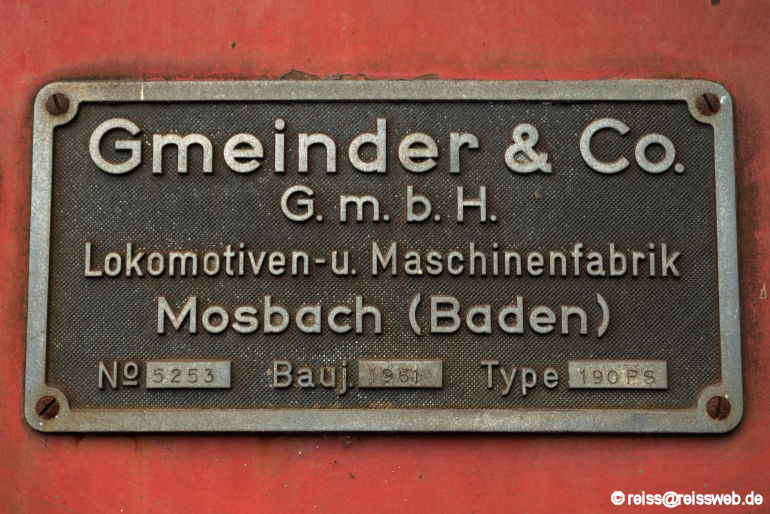 Gmeinder & Co.
G. m. b. H.
Lokomotiven-u. Maschinenfabrik
Mosbach (Baden)
Nº 5253 Bauj. 1961 Type 190 PS
© reiss@reissweb.de